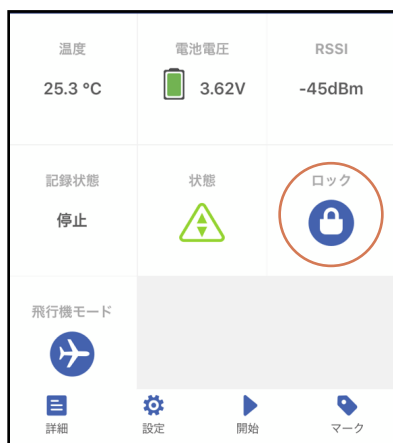 温度 電池電圧 RSSI
25.3 °C 3.62V -45dBm
記録状態 状態 ロック
停止
飛行機モード
詳細 設定 開始 マーク